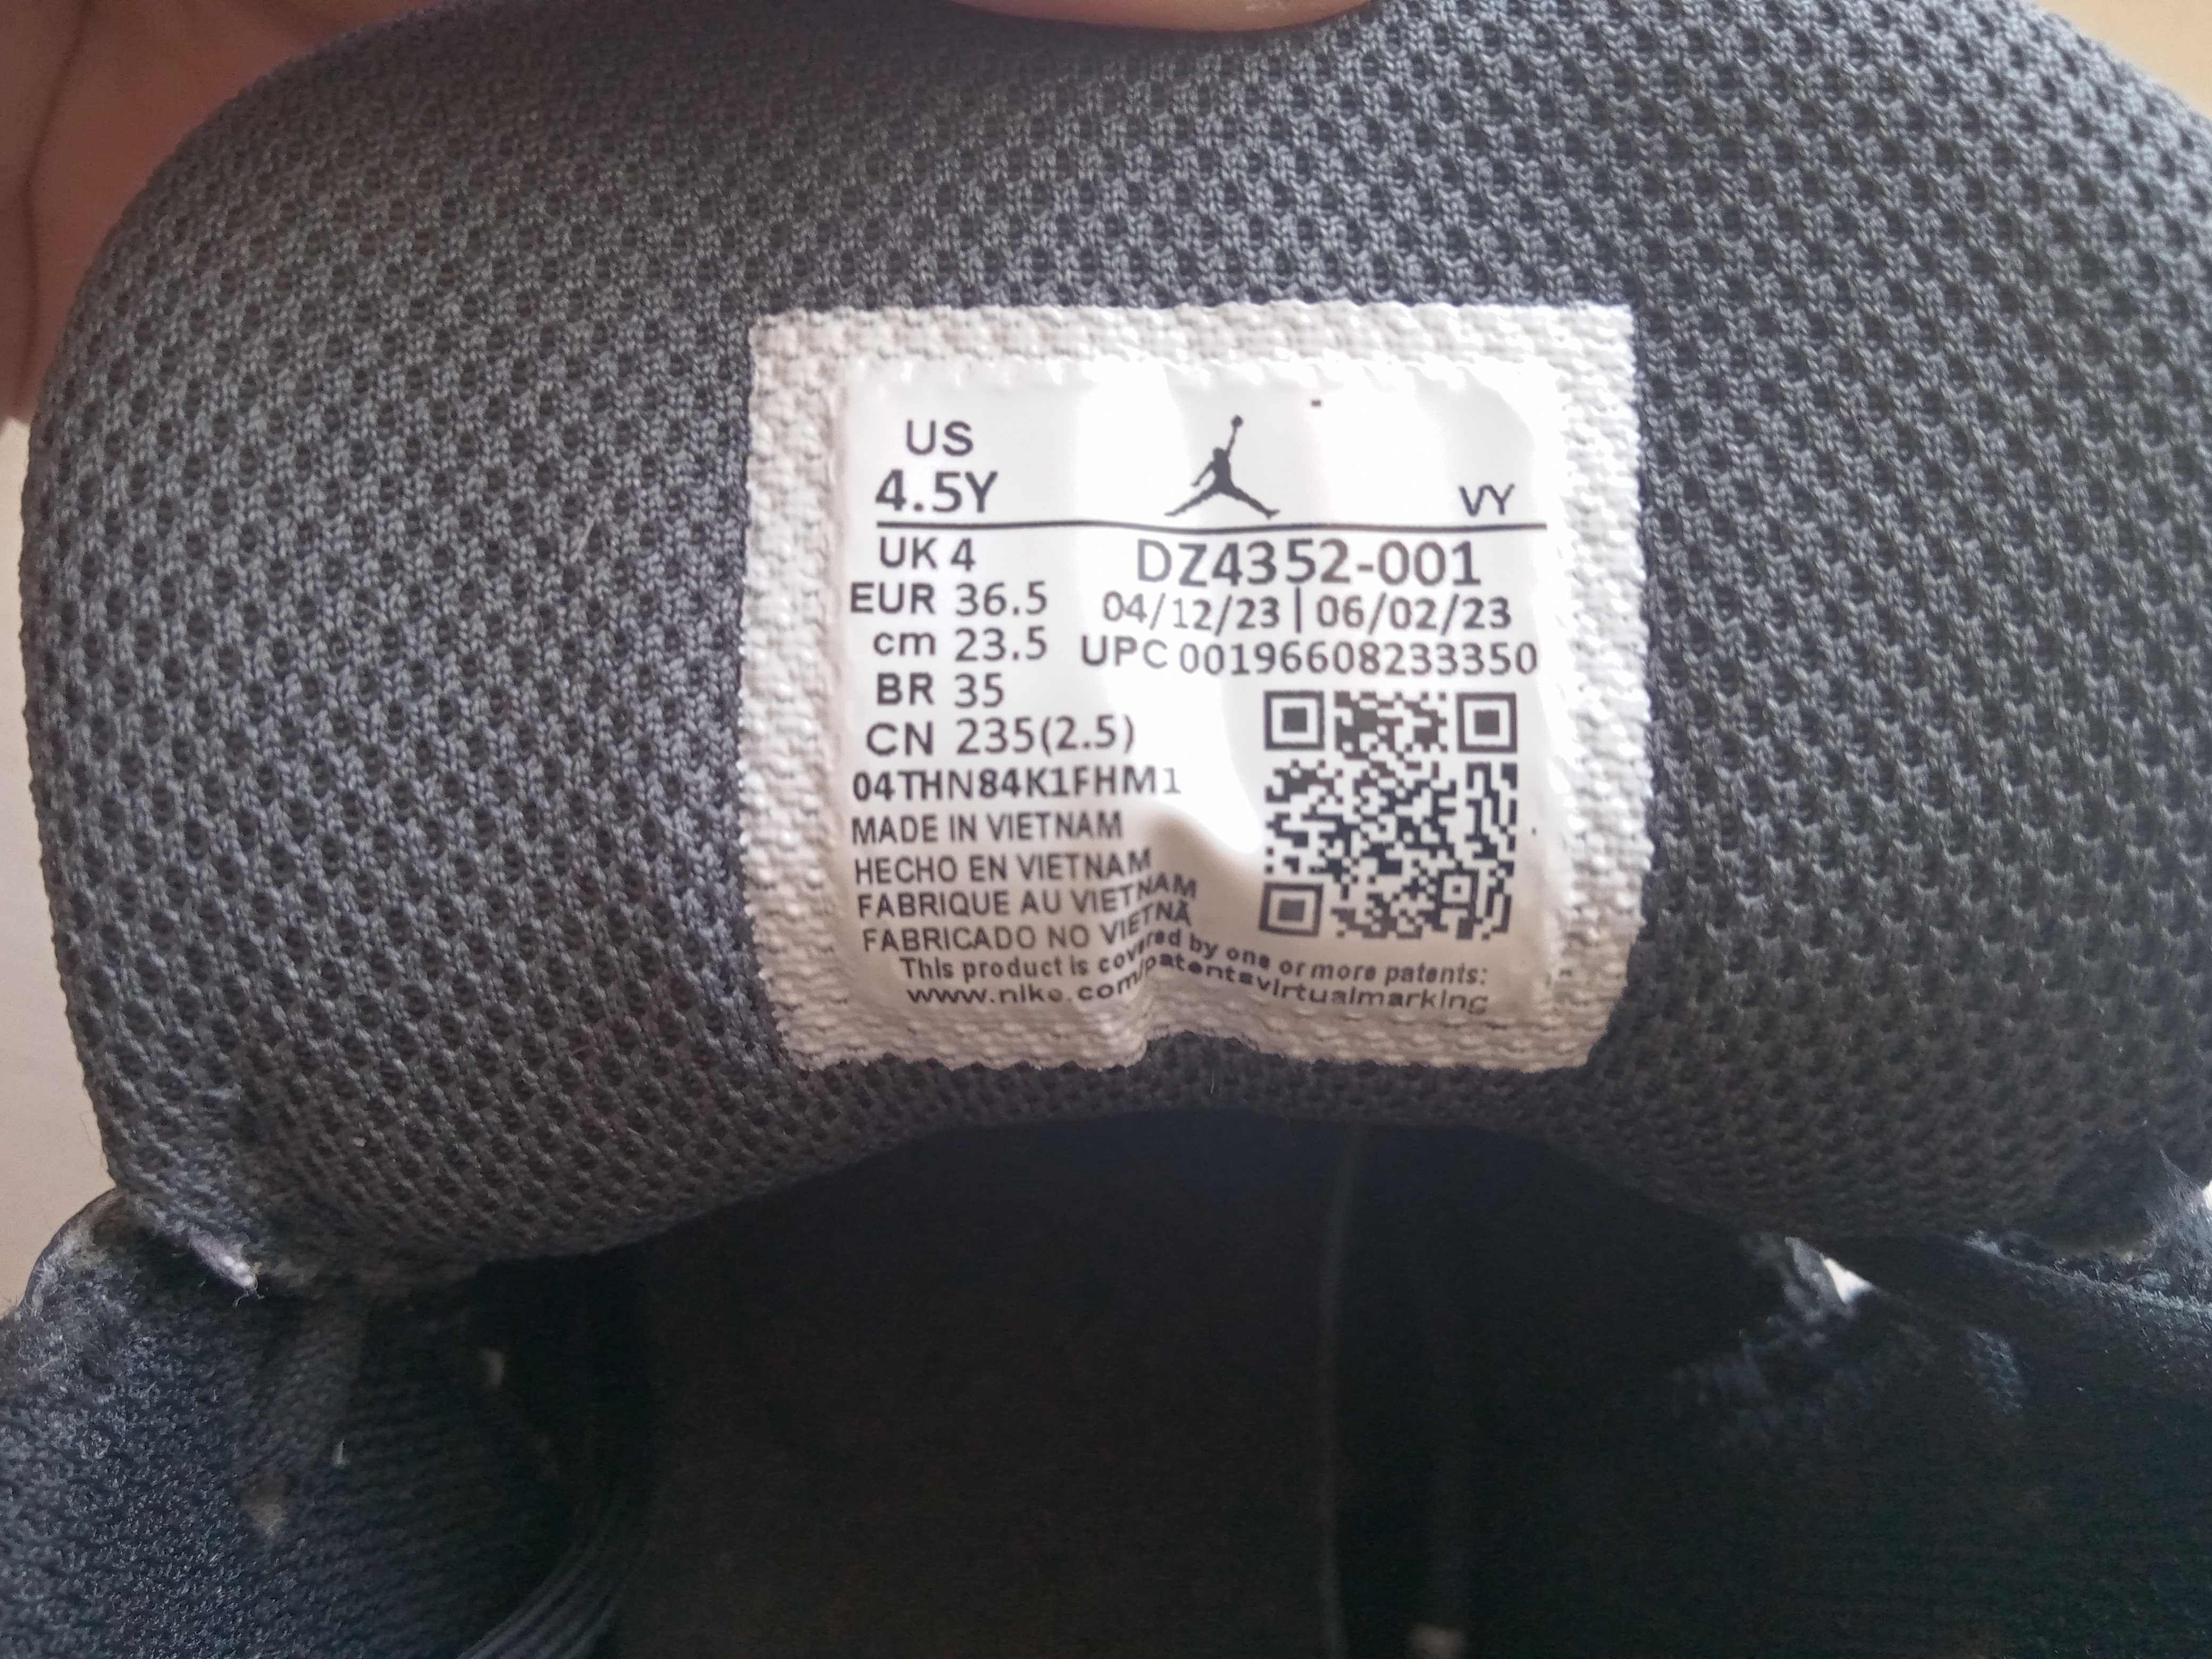 US
4.5Y
VY
UK 4
DZ4352-001
EUR 36.5
04/12/23 | 06/02/23
cm 23.5
UPC 00196608233350
BR 35
CN 235(2.5)
04THN84K1FHM1
MADE IN VIETNAM
HECHO EN VIETNAM
FABRIQUE AU VIETNAM
FABRICADO NO VIETNÃ
This product is covered by one or more patents:
www.nike.com/patentsvirtualmarking